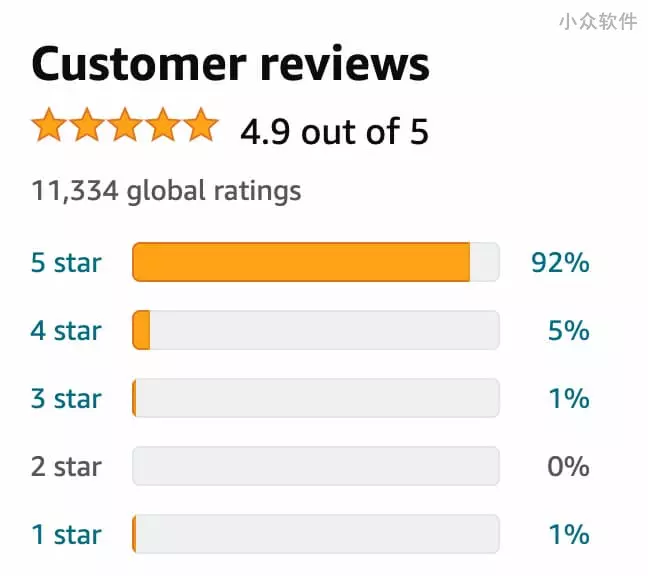 小众软件
Customer reviews
4.9 out of 5
11,334 global ratings
5 star 92%
4 star 5%
3 star 1%
2 star 0%
1 star 1%